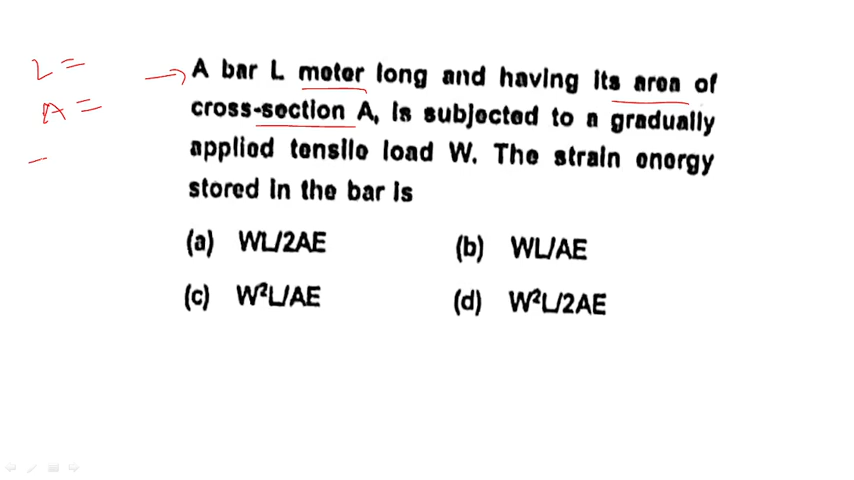 L =
A =
A bar L meter long and having its area of
cross-section A, is subjected to a gradually
applied tensile load W. The strain energy
stored in the bar is
(a) WL/2AE (b) WL/AE
(c) W²L/AE (d) W²L/2AE